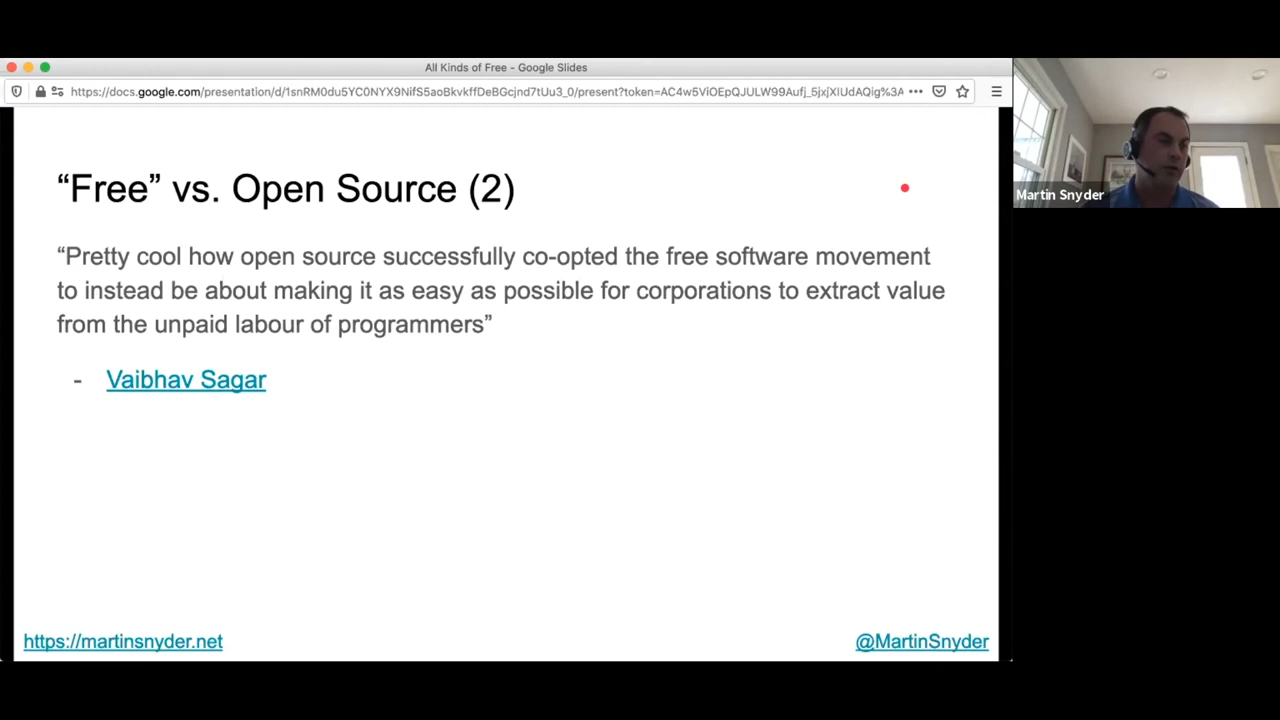 All Kinds of Free - Google Slides
https://docs.google.com/presentation/d/1snRM0du5YC0NYX9NifS5aoBkvkffDeBGcjnd7tUu3_0/present?token=AC4w5ViOEpQJULW99Aufj_5jxjXIUdAQig%3A
Martin Snyder
“Free” vs. Open Source (2)
“Pretty cool how open source successfully co-opted the free software movement
to instead be about making it as easy as possible for corporations to extract value
from the unpaid labour of programmers”
- Vaibhav Sagar
https://martinsnyder.net
@MartinSnyder